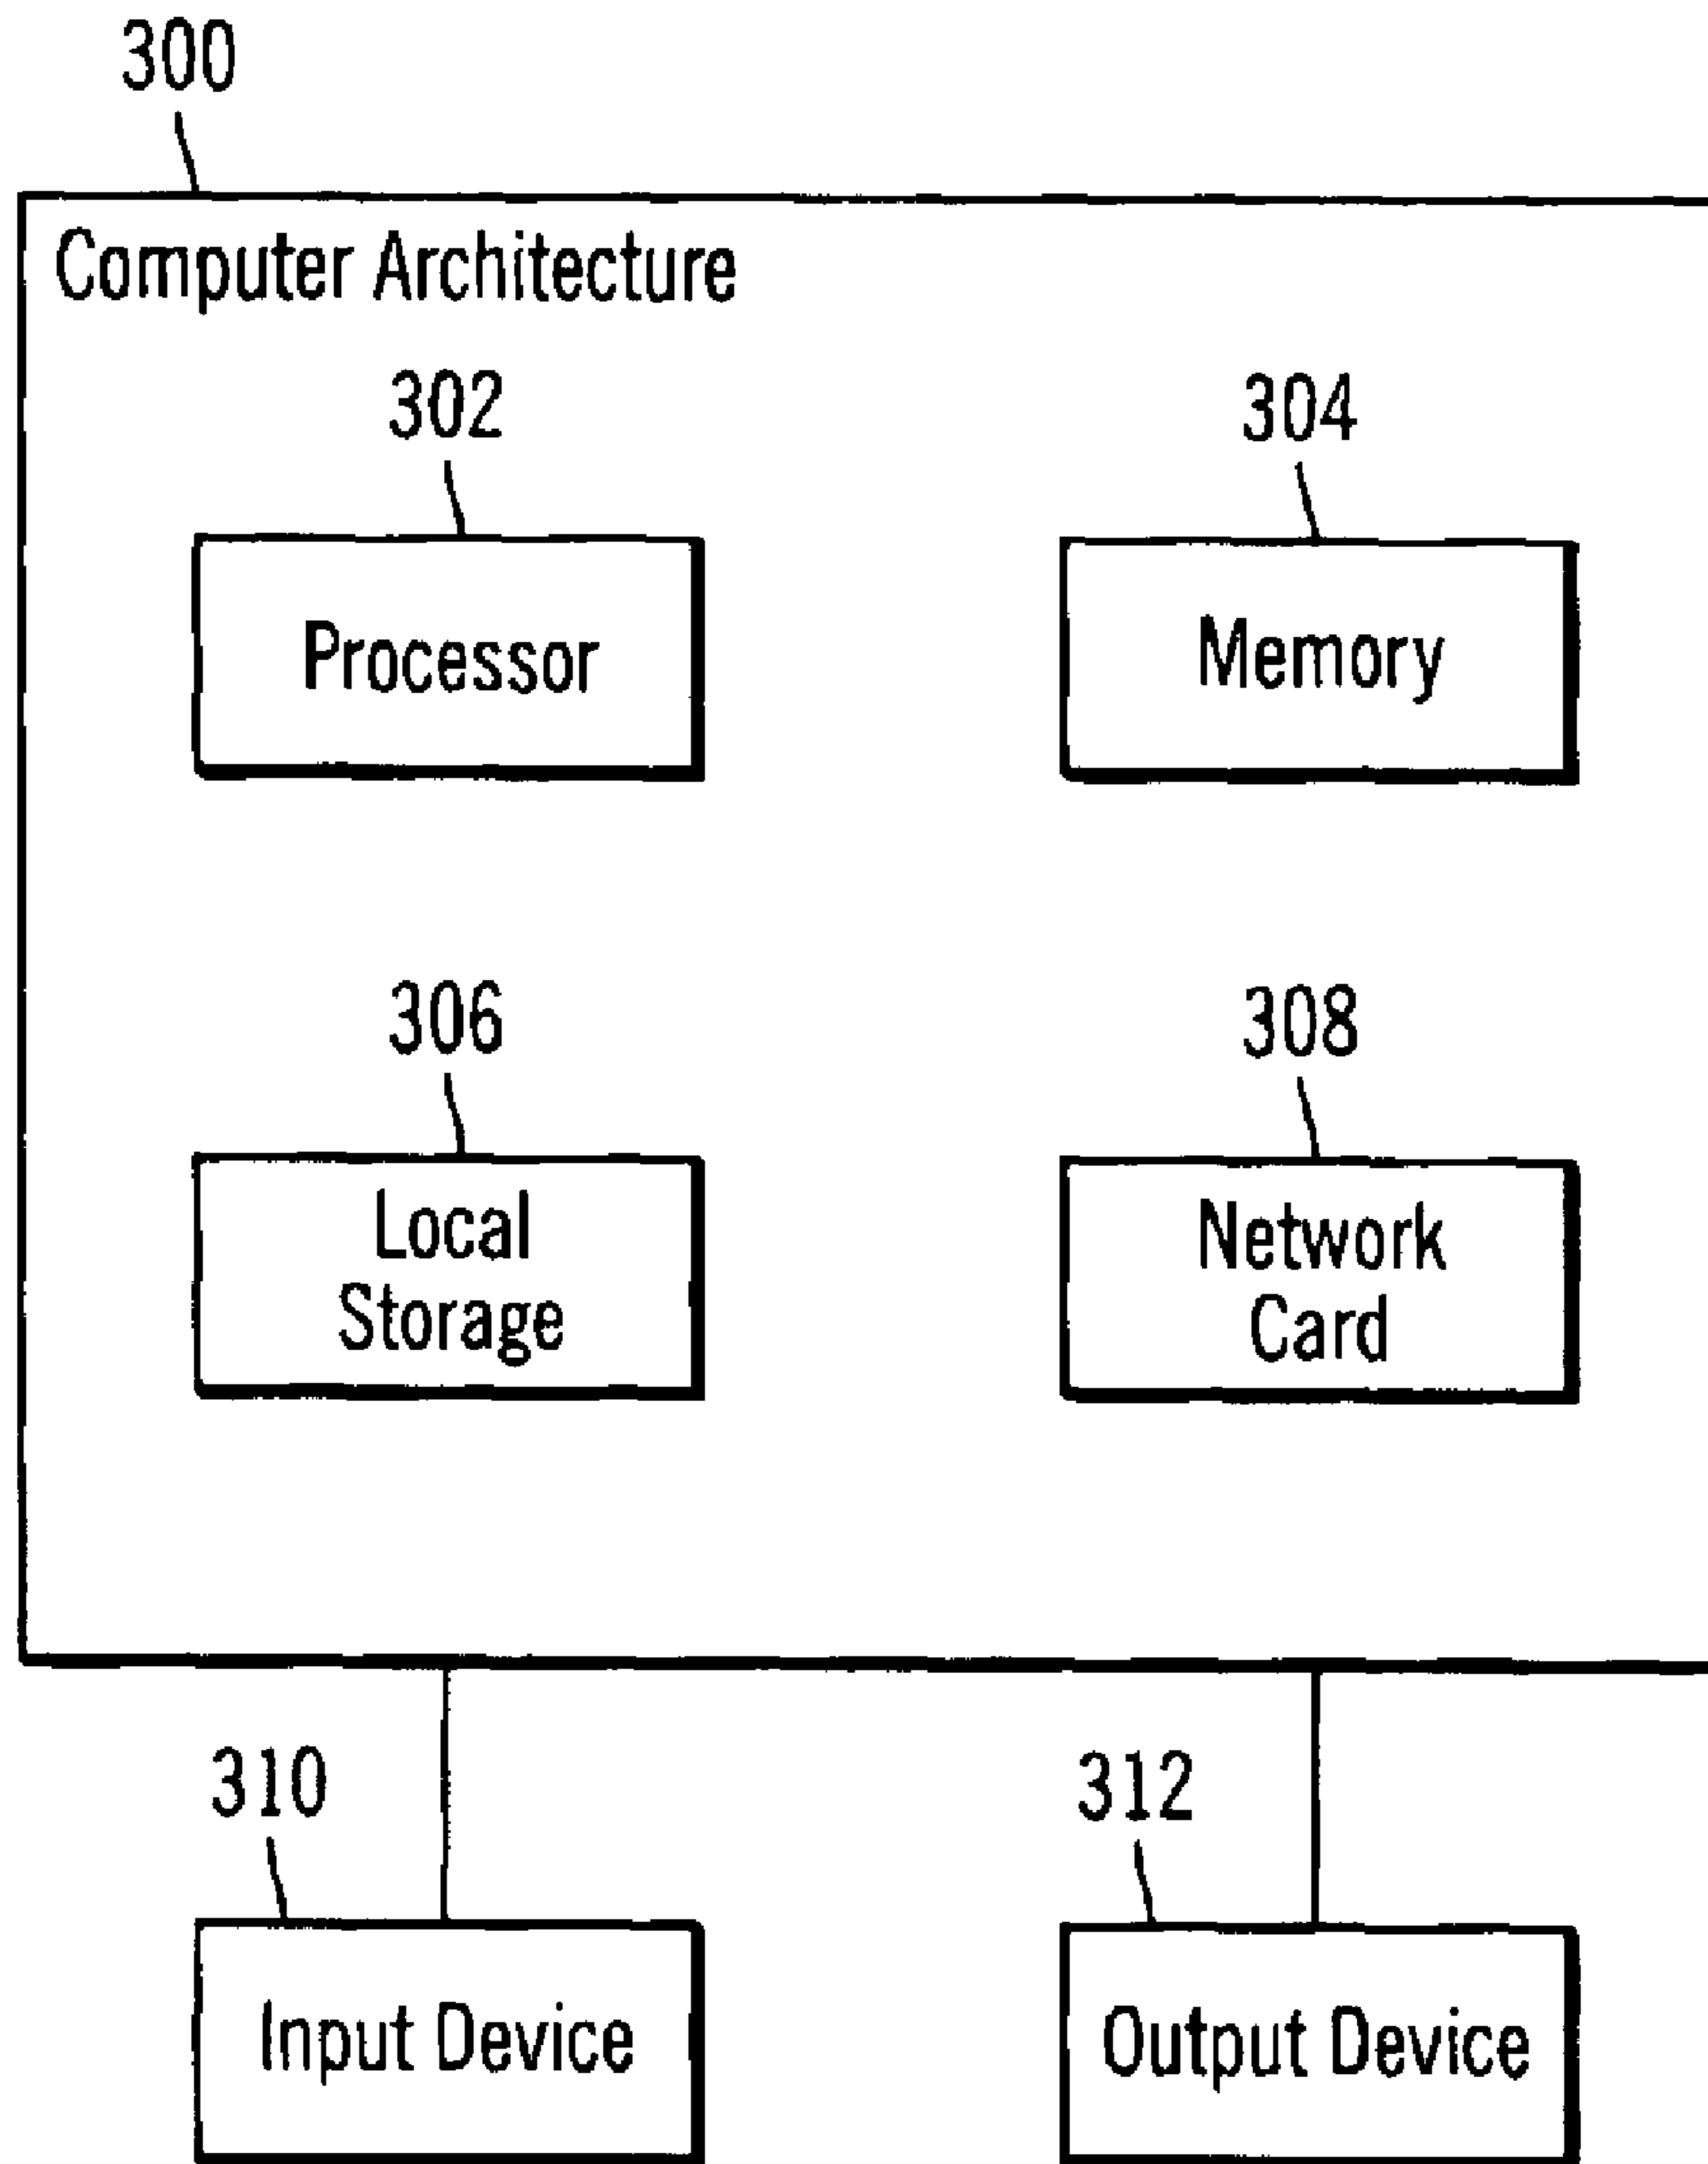 300
Computer Architecture
302
304
Processor
Memory
306
308
Local
Storage
Network
Card
310
312
Input Device
Output Device